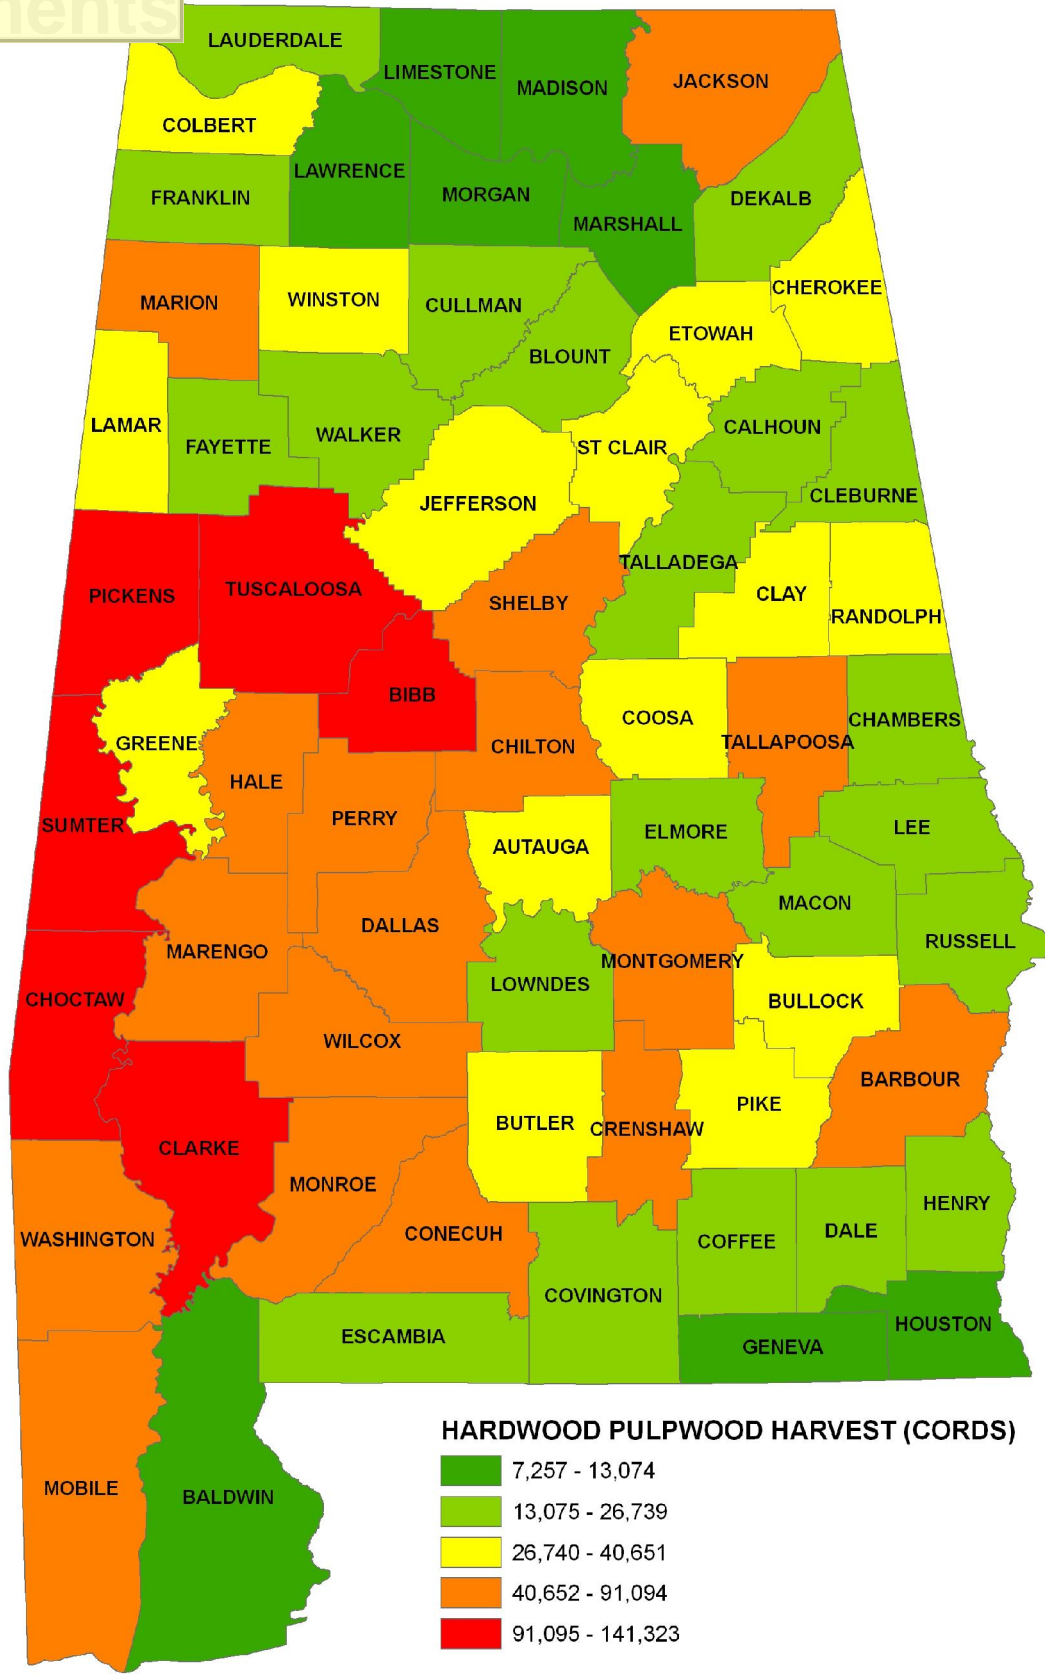 ments
LAUDERDALE
LIMESTONE
MADISON
JACKSON
COLBERT
LAWRENCE
FRANKLIN
MORGAN
DEKALB
MARSHALL
MARION
WINSTON
CULLMAN
CHEROKEE
ETOWAH
BLOUNT
LAMAR
FAYETTE
WALKER
ST CLAIR
CALHOUN
JEFFERSON
CLEBURNE
TALLADEGA
PICKENS
TUSCALOOSA
SHELBY
CLAY
RANDOLPH
BIBB
COOSA
CHAMBERS
GREENE
CHILTON
TALLAPOOSA
HALE
SUMTER
PERRY
AUTAUGA
ELMORE
LEE
MACON
DALLAS
MARENGO
RUSSELL
MONTGOMERY
LOWNDES
CHOCTAW
BULLOCK
WILCOX
BARBOUR
PIKE
BUTLER
CRENSHAW
CLARKE
MONROE
HENRY
WASHINGTON
CONECUH
COFFEE
DALE
COVINGTON
ESCAMBIA
HOUSTON
GENEVA
MOBILE
BALDWIN
HARDWOOD PULPWOOD HARVEST (CORDS)
7,257 - 13,074
13,075 - 26,739
26,740 - 40,651
40,652 - 91,094
91,095 - 141,323